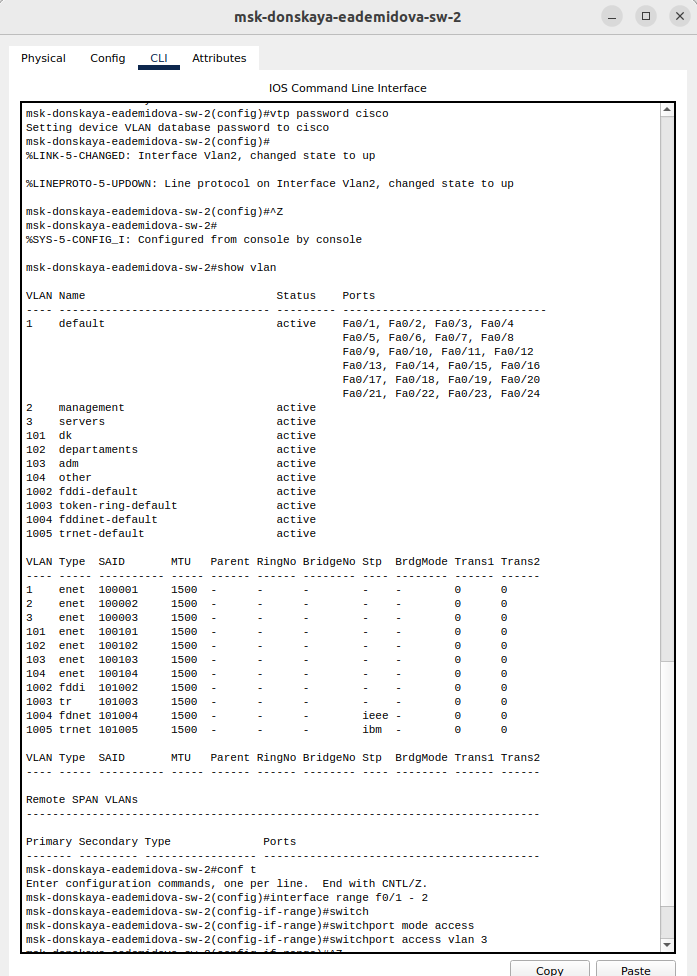 msk-donskaya-eademidova-sw-2
Physical Config CLI Attributes
IOS Command Line Interface
msk-donskaya-eademidova-sw-2(config)#vtp password cisco
Setting device VLAN database password to cisco
msk-donskaya-eademidova-sw-2(config)#
%LINK-5-CHANGED: Interface Vlan2, changed state to up
%LINEPROTO-5-UPDOWN: Line protocol on Interface Vlan2, changed state to up
msk-donskaya-eademidova-sw-2(config)#^Z
msk-donskaya-eademidova-sw-2#
%SYS-5-CONFIG_I: Configured from console by console
msk-donskaya-eademidova-sw-2#show vlan
VLAN Name                             Status    Ports
---- -------------------------------- --------- -------------------------------
1    default                          active    Fa0/1, Fa0/2, Fa0/3, Fa0/4
                                                Fa0/5, Fa0/6, Fa0/7, Fa0/8
                                                Fa0/9, Fa0/10, Fa0/11, Fa0/12
                                                Fa0/13, Fa0/14, Fa0/15, Fa0/16
                                                Fa0/17, Fa0/18, Fa0/19, Fa0/20
                                                Fa0/21, Fa0/22, Fa0/23, Fa0/24
2    management                       active
3    servers                          active
101  dk                               active
102  departaments                     active
103  adm                              active
104  other                            active
1002 fddi-default                     active
1003 token-ring-default               active
1004 fddinet-default                  active
1005 trnet-default                    active
VLAN Type  SAID       MTU   Parent RingNo BridgeNo Stp  BrdgMode Trans1 Trans2
---- ----- ---------- ----- ------ ------ -------- ---- -------- ------ ------
1    enet  100001     1500  -      -      -        -    -        0      0
2    enet  100002     1500  -      -      -        -    -        0      0
3    enet  100003     1500  -      -      -        -    -        0      0
101  enet  100101     1500  -      -      -        -    -        0      0
102  enet  100102     1500  -      -      -        -    -        0      0
103  enet  100103     1500  -      -      -        -    -        0      0
104  enet  100104     1500  -      -      -        -    -        0      0
1002 fddi  101002     1500  -      -      -        -    -        0      0
1003 tr    101003     1500  -      -      -        -    -        0      0
1004 fdnet 101004     1500  -      -      -        ieee -        0      0
1005 trnet 101005     1500  -      -      -        ibm  -        0      0
VLAN Type  SAID       MTU   Parent RingNo BridgeNo Stp  BrdgMode Trans1 Trans2
---- ----- ---------- ----- ------ ------ -------- ---- -------- ------ ------
Remote SPAN VLANs
------------------------------------------------------------------------------
Primary Secondary Type              Ports
------- --------- ----------------- ------------------------------------------
msk-donskaya-eademidova-sw-2#conf t
Enter configuration commands, one per line.  End with CNTL/Z.
msk-donskaya-eademidova-sw-2(config)#interface range f0/1 - 2
msk-donskaya-eademidova-sw-2(config-if-range)#switch
msk-donskaya-eademidova-sw-2(config-if-range)#switchport mode access
msk-donskaya-eademidova-sw-2(config-if-range)#switchport access vlan 3
msk-donskaya-eademidova-sw-2(config-if-range)#^Z
Copy Paste